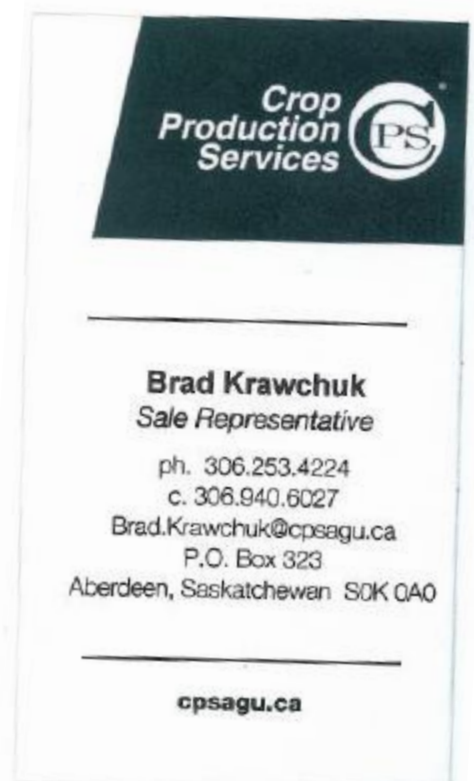 Crop
Production
Services
CPS
Brad Krawchuk
Sale Representative
ph. 306.253.4224
c. 306.940.6027
Brad.Krawchuk@cpsagu.ca
P.O. Box 323
Aberdeen, Saskatchewan S0K 0A0
cpsagu.ca